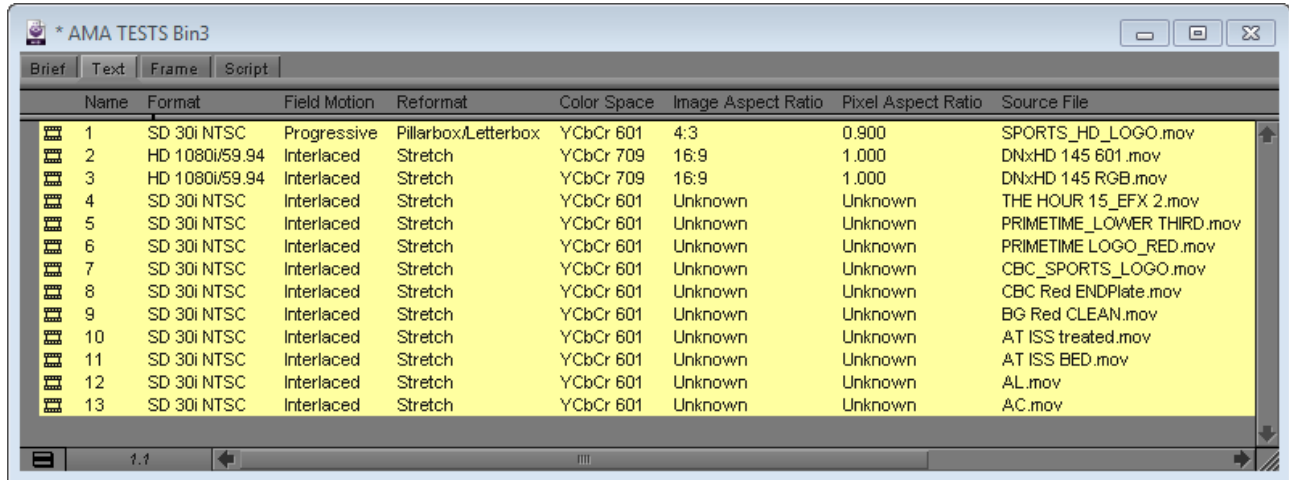 * AMA TESTS Bin3
Brief Text Frame Script
Name Format Field Motion Reformat Color Space Image Aspect Ratio Pixel Aspect Ratio Source File
1 SD 30i NTSC Progressive Pillarbox/Letterbox YCbCr 601 4:3 0.900 SPORTS_HD_LOGO.mov
2 HD 1080i/59.94 Interlaced Stretch YCbCr 709 16:9 1.000 DNxHD 145 601.mov
3 HD 1080i/59.94 Interlaced Stretch YCbCr 709 16:9 1.000 DNxHD 145 RGB.mov
4 SD 30i NTSC Interlaced Stretch YCbCr 601 Unknown Unknown THE HOUR 15_EFX 2.mov
5 SD 30i NTSC Interlaced Stretch YCbCr 601 Unknown Unknown PRIMETIME_LOWER THIRD.mov
6 SD 30i NTSC Interlaced Stretch YCbCr 601 Unknown Unknown PRIMETIME LOGO_RED.mov
7 SD 30i NTSC Interlaced Stretch YCbCr 601 Unknown Unknown CBC_SPORTS_LOGO.mov
8 SD 30i NTSC Interlaced Stretch YCbCr 601 Unknown Unknown CBC Red ENDPlate.mov
9 SD 30i NTSC Interlaced Stretch YCbCr 601 Unknown Unknown BG Red CLEAN.mov
10 SD 30i NTSC Interlaced Stretch YCbCr 601 Unknown Unknown AT ISS treated.mov
11 SD 30i NTSC Interlaced Stretch YCbCr 601 Unknown Unknown AT ISS BED.mov
12 SD 30i NTSC Interlaced Stretch YCbCr 601 Unknown Unknown AL.mov
13 SD 30i NTSC Interlaced Stretch YCbCr 601 Unknown Unknown AC.mov
1.1